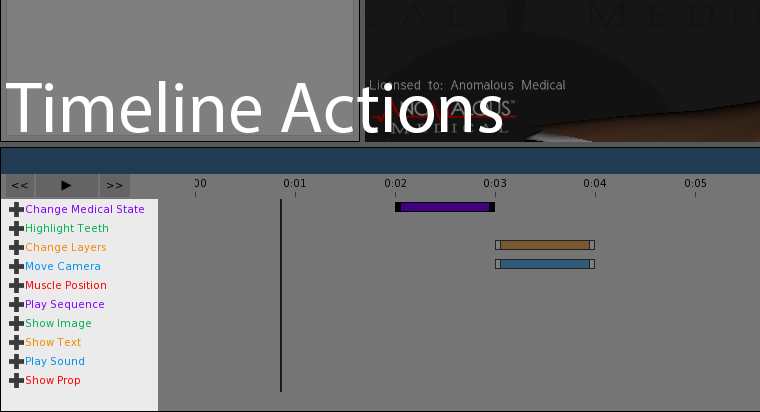 ICAL
MEDIC
Licensed to: Anomalous Medical
Timeline Actions
ANOMALOUS
MEDICAL
<< ▶ >>
00 0:01 0:02 0:03 0:04 0:05
Change Medical State
Highlight Teeth
Change Layers
Move Camera
Muscle Position
Play Sequence
Show Image
Show Text
Play Sound
Show Prop